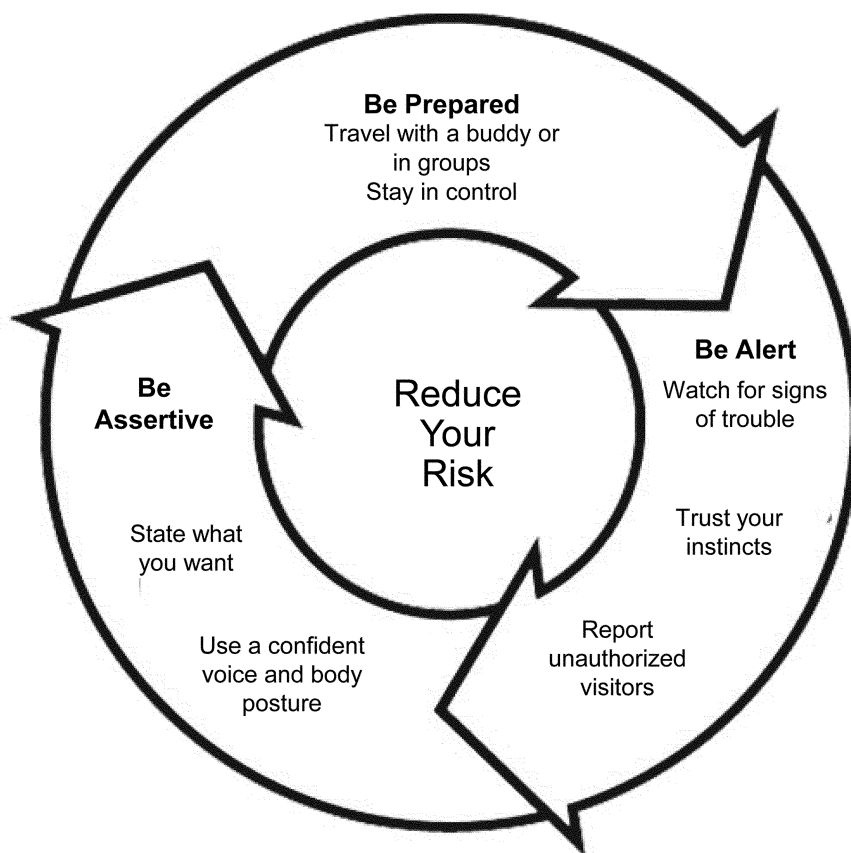 Be Prepared
Travel with a buddy or
in groups
Stay in control
Be Alert
Watch for signs
of trouble
Trust your
instincts
Report
unauthorized
visitors
Be
Assertive
State what
you want
Use a confident
voice and body
posture
Reduce
Your
Risk